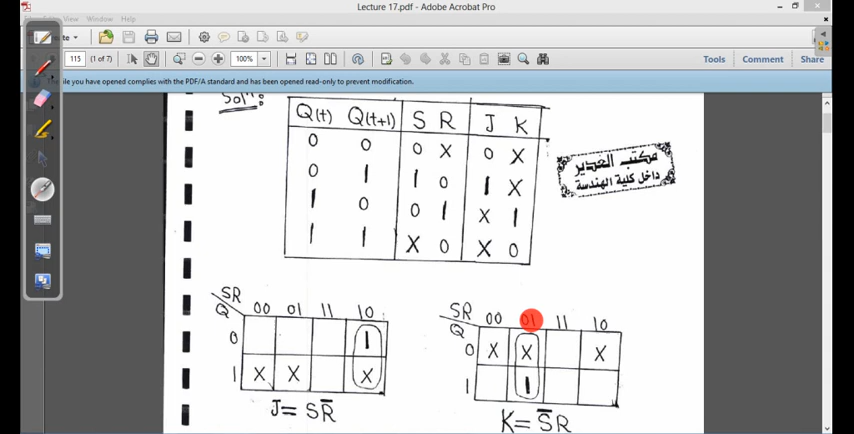 Lecture 17.pdf - Adobe Acrobat Pro
Window Help
115 (1 of 7) 100% Tools Comment Share
file you have opened complies with the PDF/A standard and has been opened read-only to prevent modification.
Sol":
Q(t) Q(t+1) S R J K
0 0 0 X 0 X
0 1 1 0 1 X
1 0 0 1 X 1
1 1 X 0 X 0
مكتب الغدير
داخل كلية الهندسة
SR 00 01 11 10
Q
0 1
1 X X X
J = S R̄
SR 00 01 11 10
Q
0 X X X
1 1
K = S̄ R